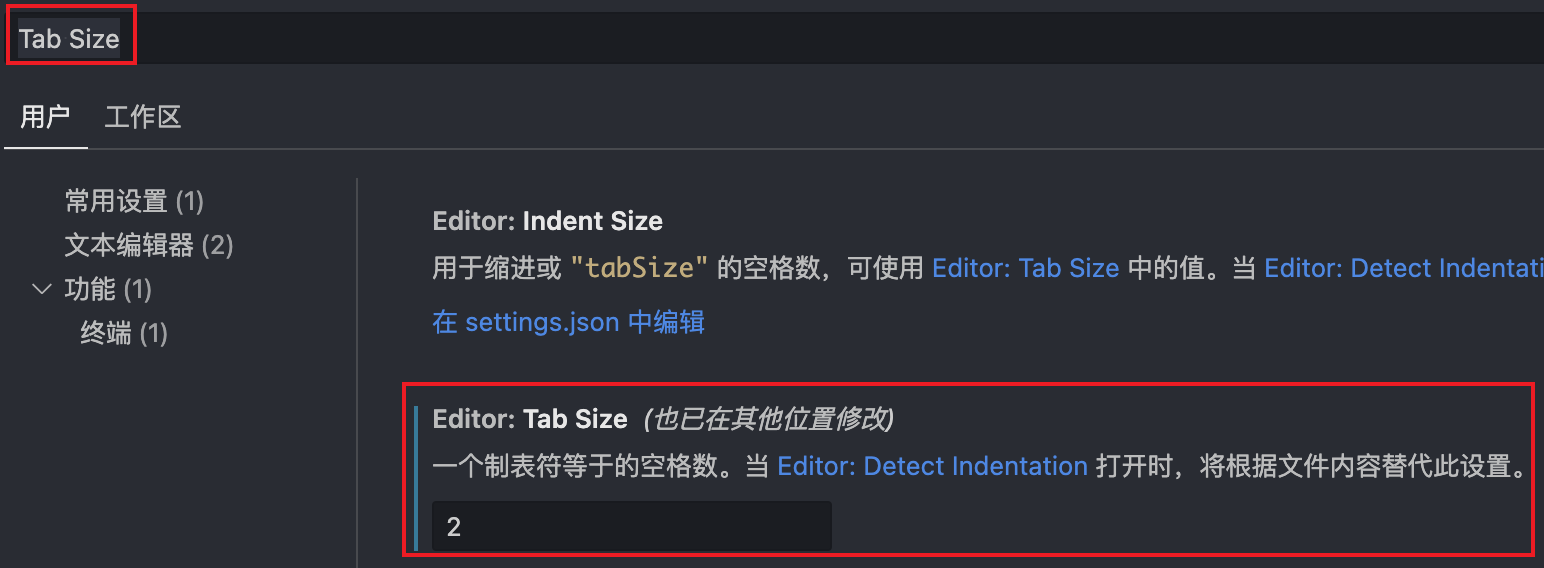 Tab Size
用户 工作区
常用设置 (1)
文本编辑器 (2)
功能 (1)
终端 (1)
Editor: Indent Size
用于缩进或 "tabSize" 的空格数，可使用 Editor: Tab Size 中的值。当 Editor: Detect Indentati
在 settings.json 中编辑
Editor: Tab Size (也已在其他位置修改)
一个制表符等于的空格数。当 Editor: Detect Indentation 打开时，将根据文件内容替代此设置。
2